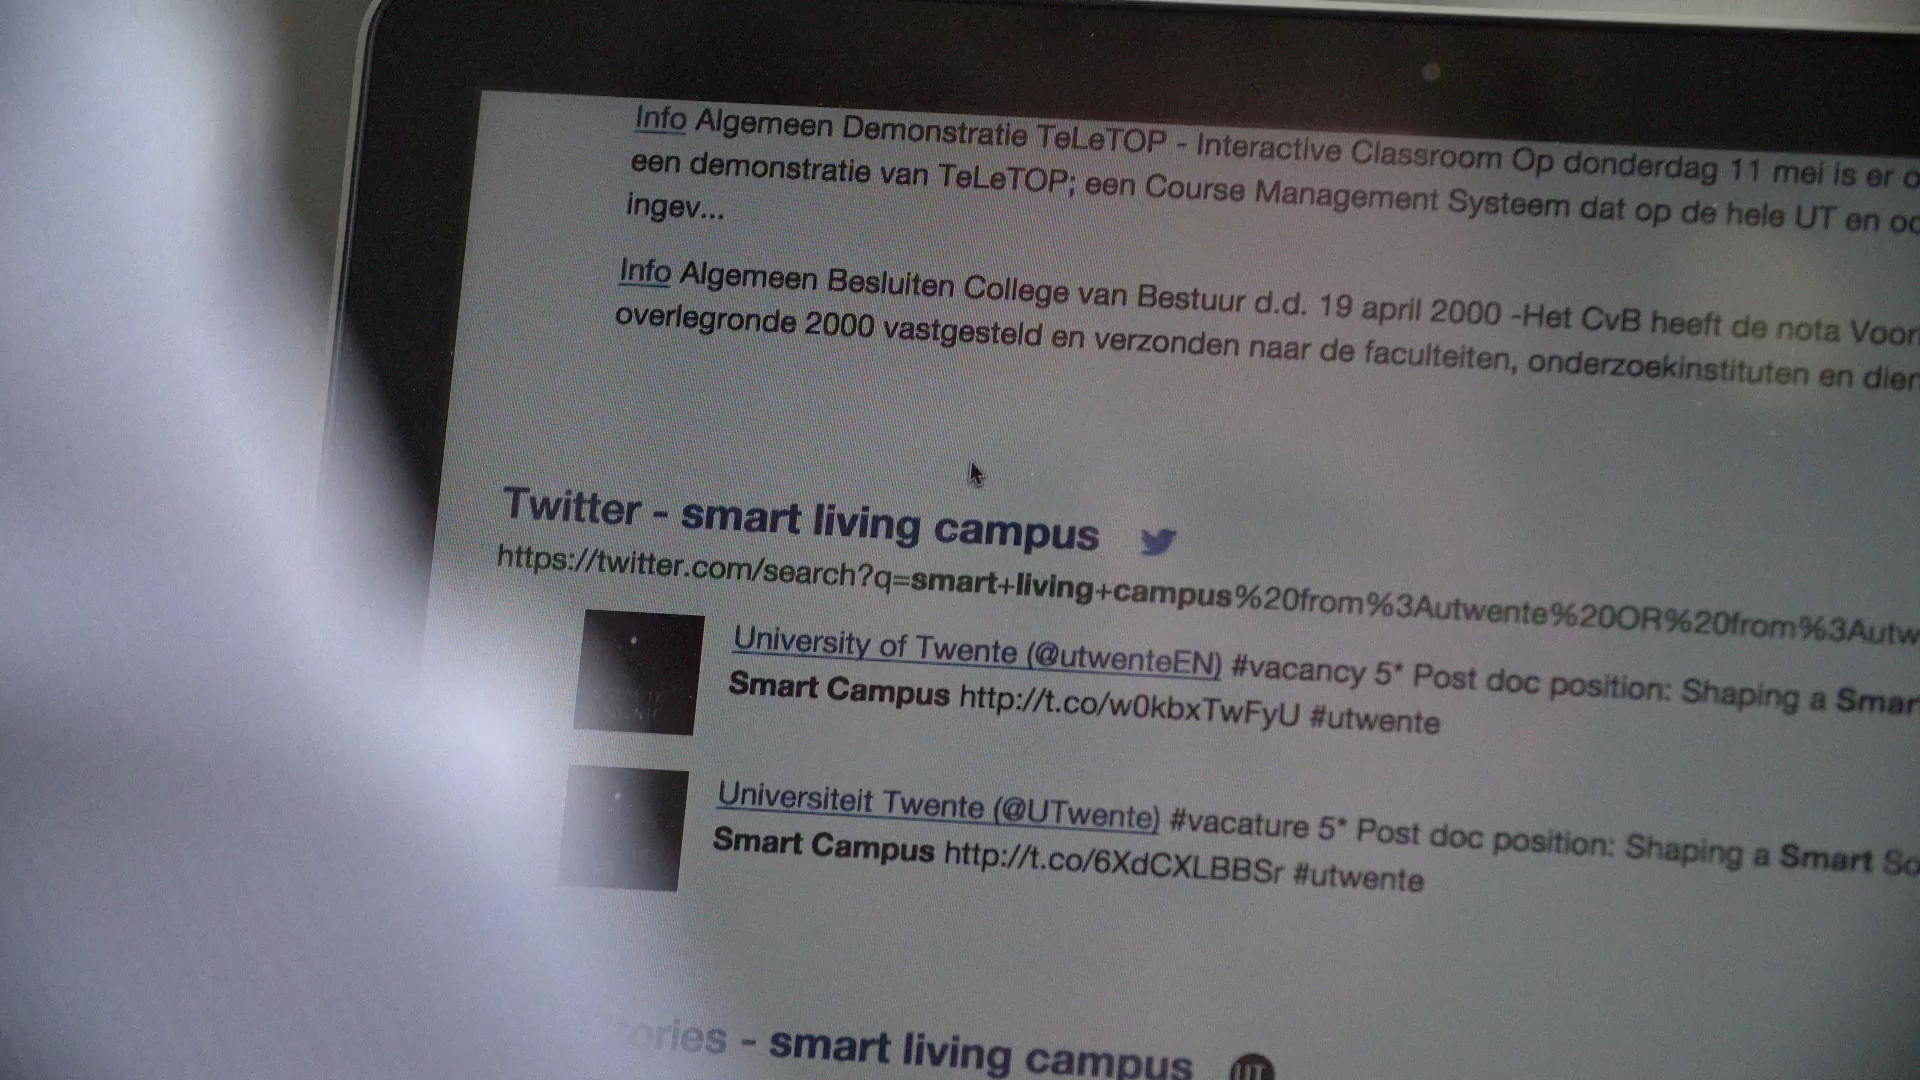 Info Algemeen Demonstratie TeLeTOP - Interactive Classroom Op donderdag 11 mei is er
een demonstratie van TeLeTOP; een Course Management Systeem dat op de hele UT en
ingev...
Info Algemeen Besluiten College van Bestuur d.d. 19 april 2000 -Het CvB heeft de nota
overlegronde 2000 vastgesteld en verzonden naar de faculteiten, onderzoekinstituten en
Twitter - smart living campus
https://twitter.com/search?q=smart+living+campus%20from%3Autwente%20OR%20from%3Autw
University of Twente (@utwenteEN) #vacancy 5* Post doc position: Shaping a Smar
Smart Campus http://t.co/w0kbxTwFyU #utwente
Universiteit Twente (@UTwente) #vacature 5* Post doc position: Shaping a Smart So
Smart Campus http://t.co/6XdCXLBBSr #utwente
- smart living campus